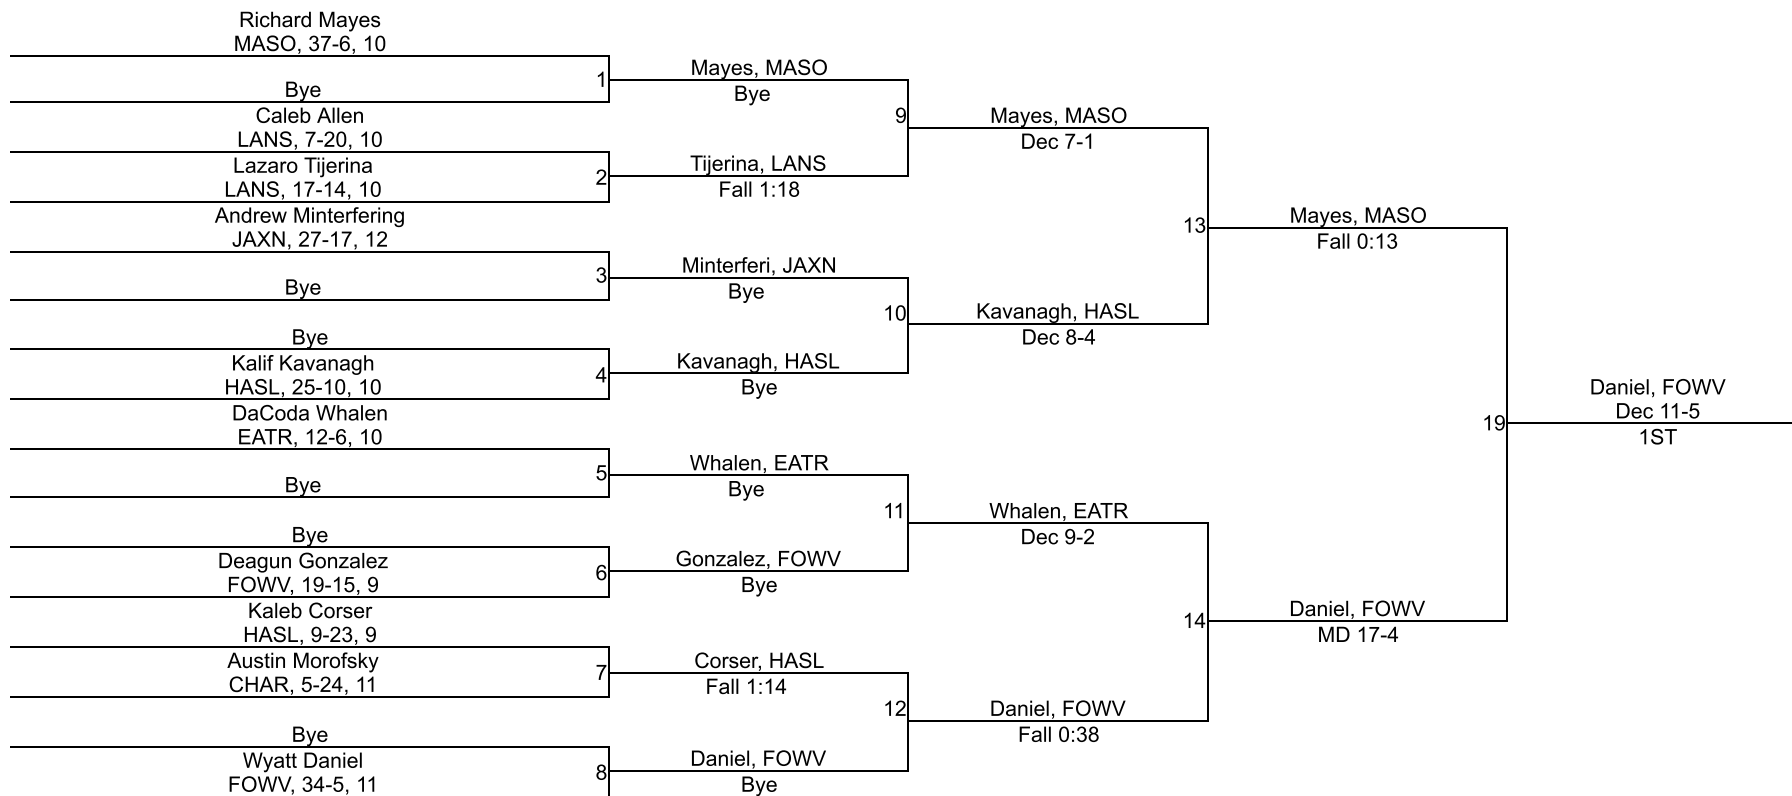 Richard Mayes
MASO, 37-6, 10
1
Bye
Caleb Allen
LANS, 7-20, 10
2
Lazaro Tijerina
LANS, 17-14, 10
Andrew Minterfering
JAXN, 27-17, 12
3
Bye
Bye
4
Kalif Kavanagh
HASL, 25-10, 10
DaCoda Whalen
EATR, 12-6, 10
5
Bye
Bye
6
Deagun Gonzalez
FOWV, 19-15, 9
Kaleb Corser
HASL, 9-23, 9
7
Austin Morofsky
CHAR, 5-24, 11
Bye
8
Wyatt Daniel
FOWV, 34-5, 11
Mayes, MASO
Bye
9
Tijerina, LANS
Fall 1:18
Minterferi, JAXN
Bye
10
Kavanagh, HASL
Bye
Whalen, EATR
Bye
11
Gonzalez, FOWV
Bye
Corser, HASL
Fall 1:14
12
Daniel, FOWV
Bye
Mayes, MASO
Dec 7-1
13
Kavanagh, HASL
Dec 8-4
Whalen, EATR
Dec 9-2
14
Daniel, FOWV
Fall 0:38
Mayes, MASO
Fall 0:13
19
Daniel, FOWV
MD 17-4
Daniel, FOWV
Dec 11-5
1ST